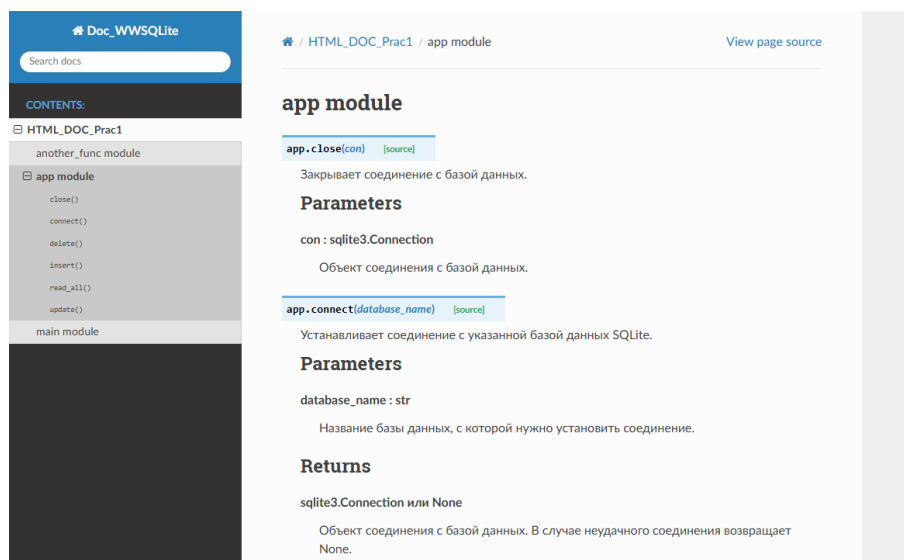 Doc_WWSQLite
Search docs
CONTENTS:
HTML_DOC_Prac1
another_func module
app module
close()
connect()
delete()
insert()
read_all()
update()
main module
/ HTML_DOC_Prac1 / app module
View page source
app module
app.close(con) [source]
Закрывает соединение с базой данных.
Parameters
con : sqlite3.Connection
Объект соединения с базой данных.
app.connect(database_name) [source]
Устанавливает соединение с указанной базой данных SQLite.
Parameters
database_name : str
Название базы данных, с которой нужно установить соединение.
Returns
sqlite3.Connection или None
Объект соединения с базой данных. В случае неудачного соединения возвращает
None.